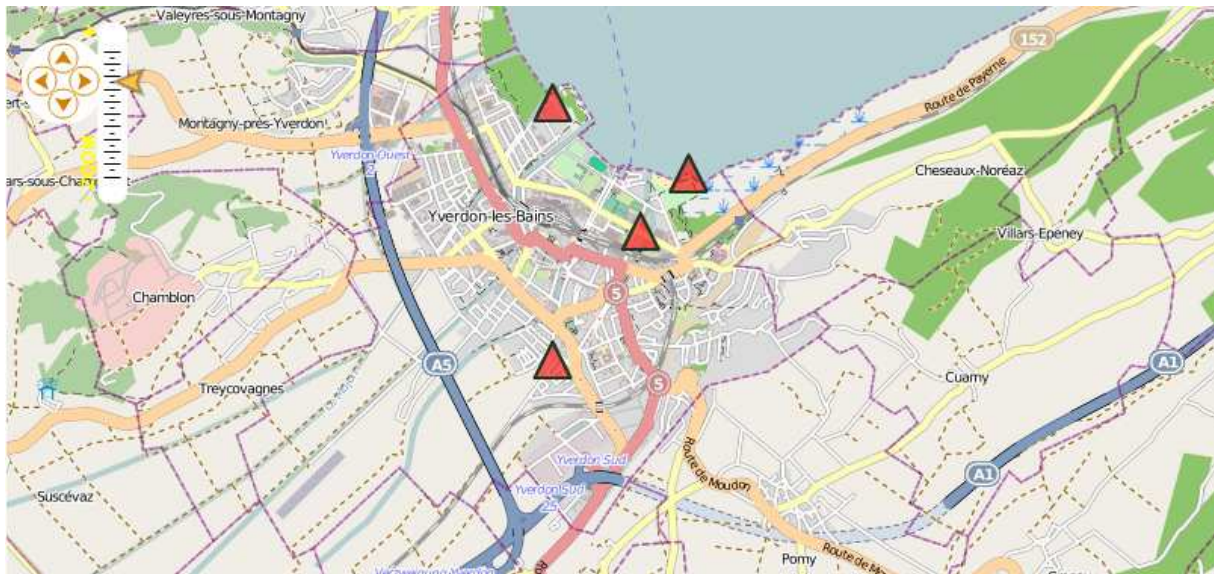 Valeyres-sous-Montagny
152
Route de Payerne
Montagny-près-Yverdon
Yverdon Ouest
2
Cheseaux-Noréaz
Yverdon-les-Bains
Villars-Epeney
Chamblon
5
A5
A1
5
Cuarny
Treycovagnes
Route de Moudon
Yverdon Sud
A1
Yverdon Sud
25
Suscévaz
Pomy